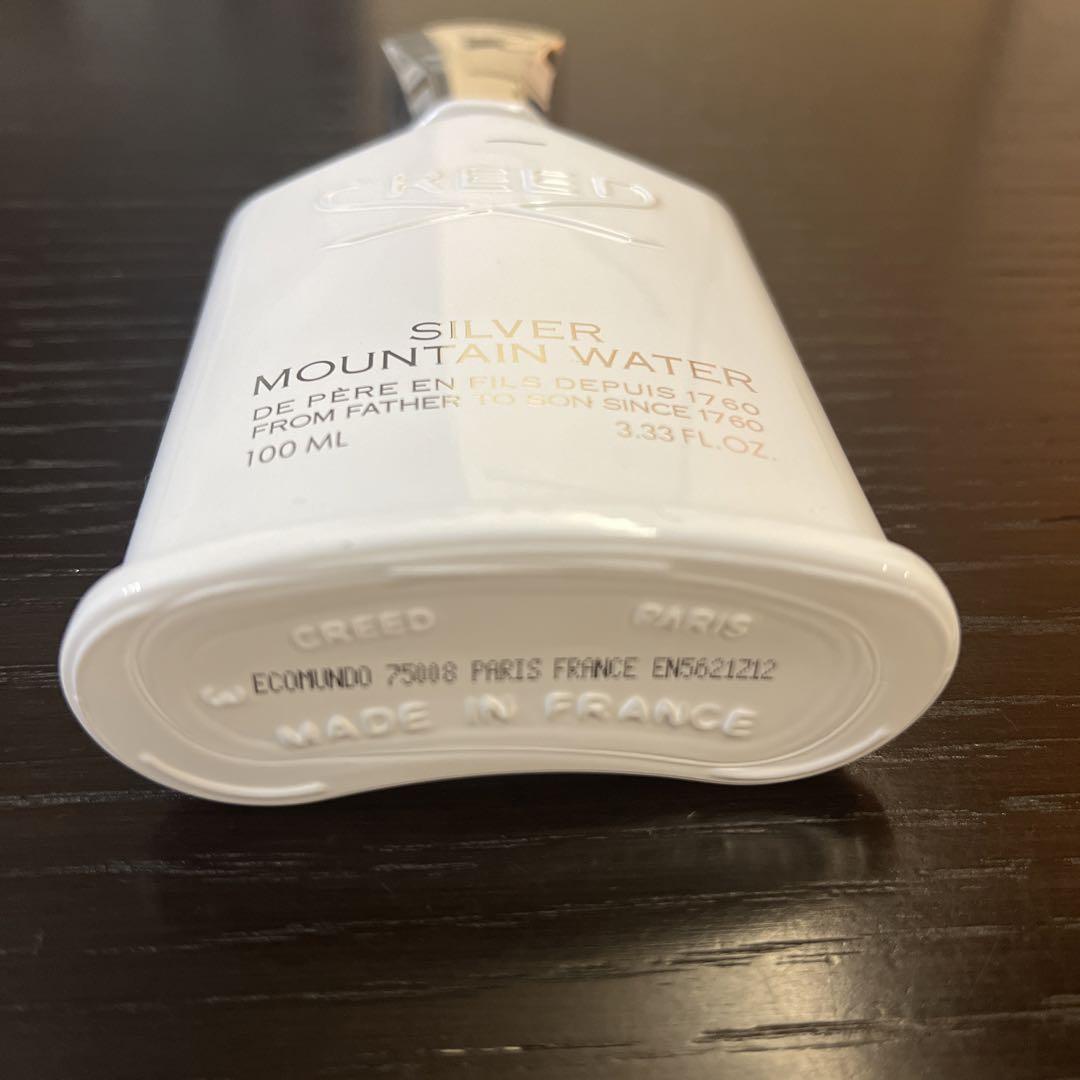 CREED
SILVER
MOUNTAIN WATER
DE PÈRE EN FILS DEPUIS 1760
FROM FATHER TO SON SINCE 1760
100 ML 3.33 FL.OZ.
CREED PARIS
ECOMUNDO 75008 PARIS FRANCE EN5621Z12
MADE IN FRANCE